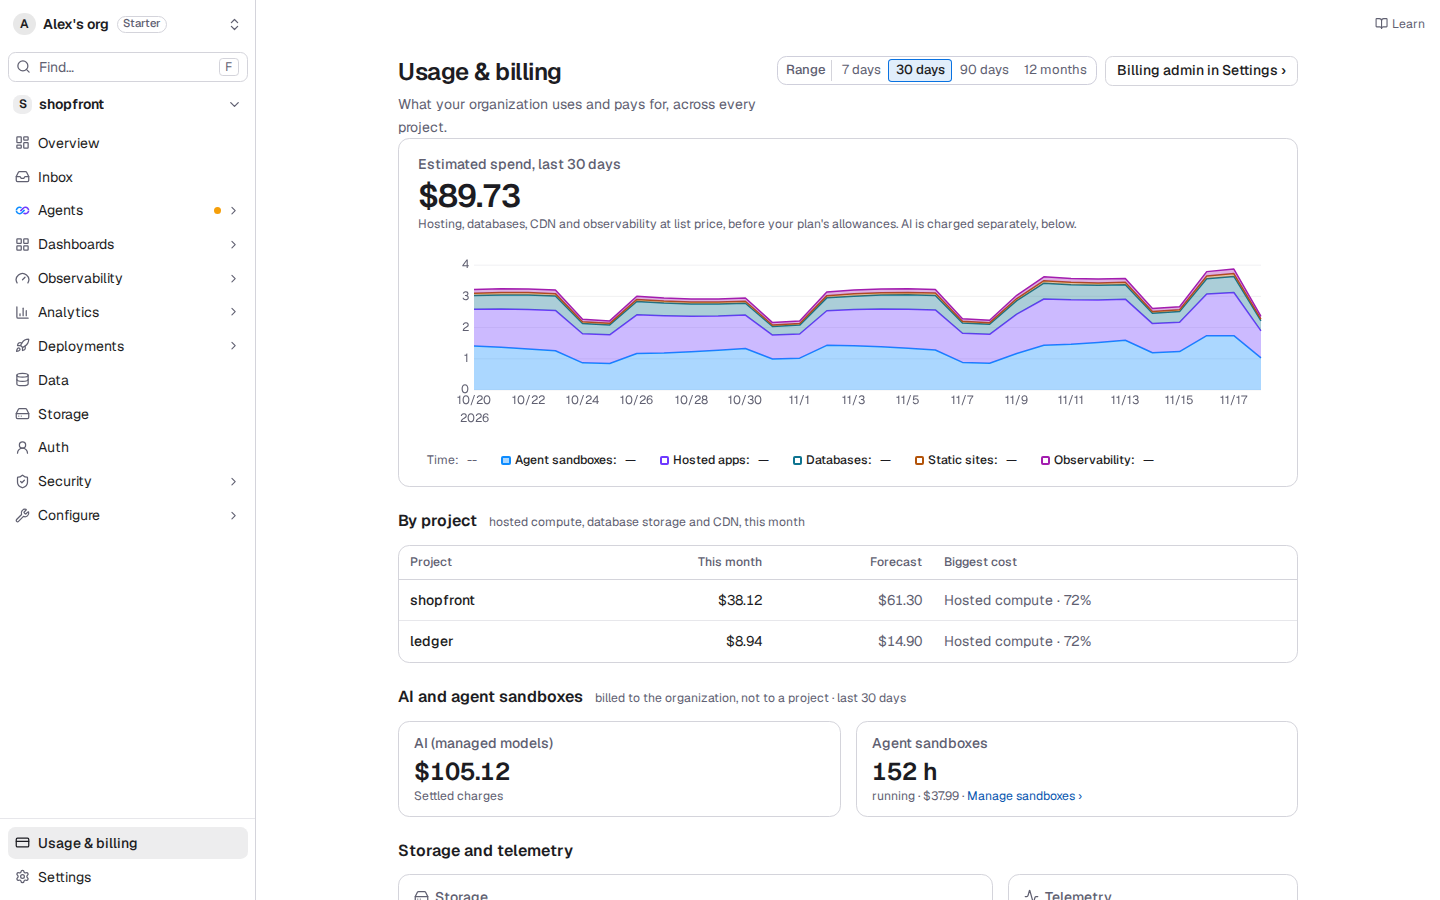 A Alex's org Starter
Learn
Find... F
S shopfront
Overview
Inbox
Agents
Dashboards
Observability
Analytics
Deployments
Data
Storage
Auth
Security
Configure
Usage & billing
Settings
Usage & billing
Range 7 days 30 days 90 days 12 months
Billing admin in Settings ›
What your organization uses and pays for, across every
project.
Estimated spend, last 30 days
$89.73
Hosting, databases, CDN and observability at list price, before your plan's allowances. AI is charged separately, below.
4
3
2
1
0
10/20 10/22 10/24 10/26 10/28 10/30 11/1 11/3 11/5 11/7 11/9 11/11 11/13 11/15 11/17
2026
Time: -- Agent sandboxes: — Hosted apps: — Databases: — Static sites: — Observability: —
By project hosted compute, database storage and CDN, this month
Project This month Forecast Biggest cost
shopfront $38.12 $61.30 Hosted compute · 72%
ledger $8.94 $14.90 Hosted compute · 72%
AI and agent sandboxes billed to the organization, not to a project · last 30 days
AI (managed models)
$105.12
Settled charges
Agent sandboxes
152 h
running · $37.99 · Manage sandboxes ›
Storage and telemetry
Storage
Telemetry